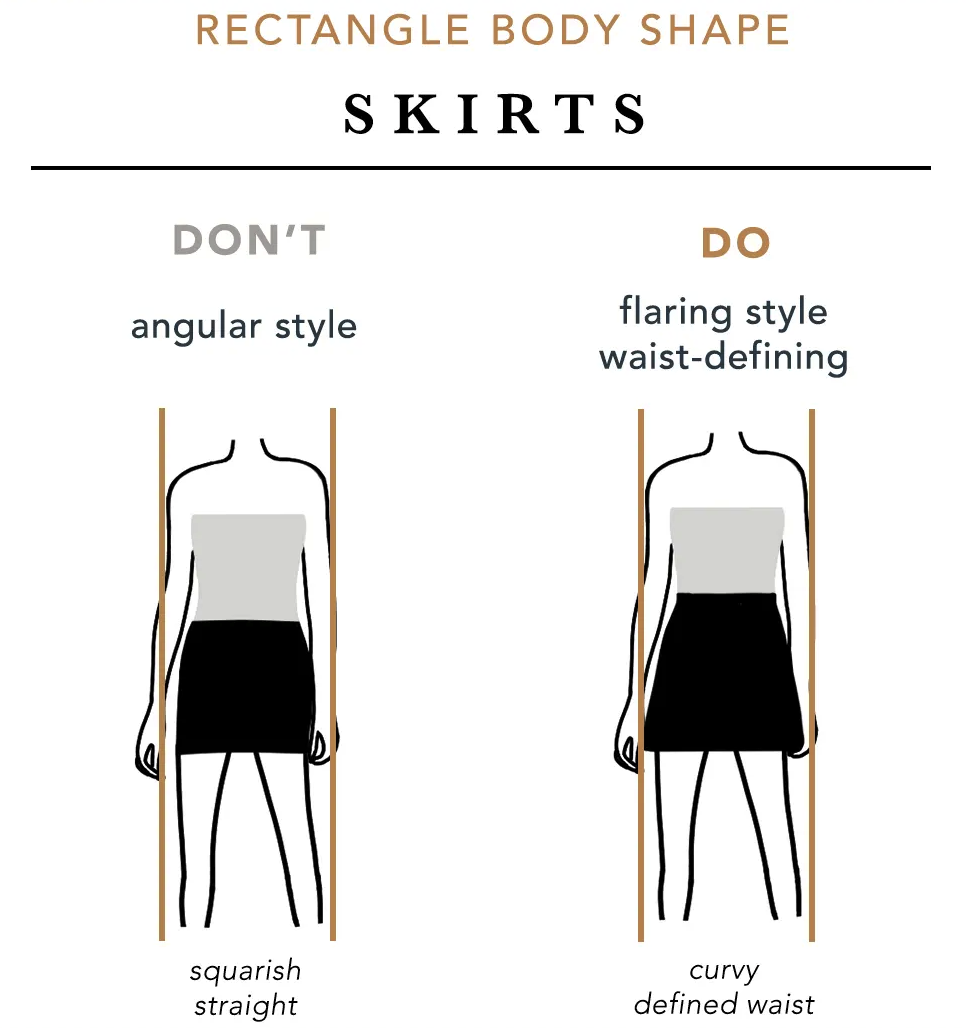 RECTANGLE BODY SHAPE
SKIRTS
DON'T
angular style
squarish
straight
DO
flaring style
waist-defining
curvy
defined waist